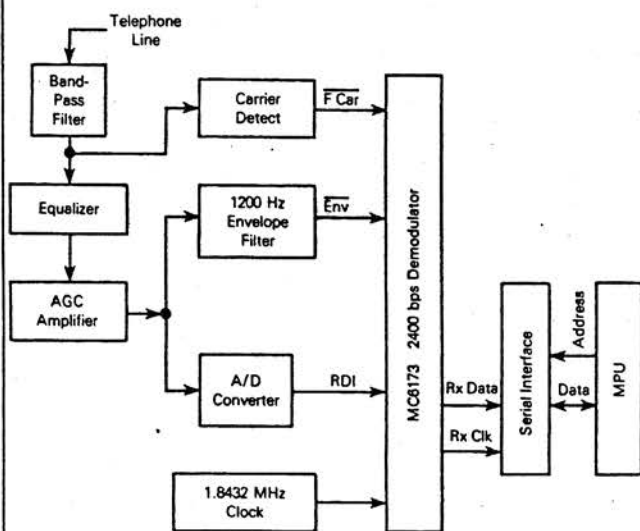 Telephone
Line
Band-
Pass
Filter
Carrier
Detect
F Car
Equalizer
1200 Hz
Envelope
Filter
Env
AGC
Amplifier
A/D
Converter
RDI
1.8432 MHz
Clock
MC6173 2400 bps Demodulator
Rx Data
Rx Clk
Serial Interface
Address
Data
MPU